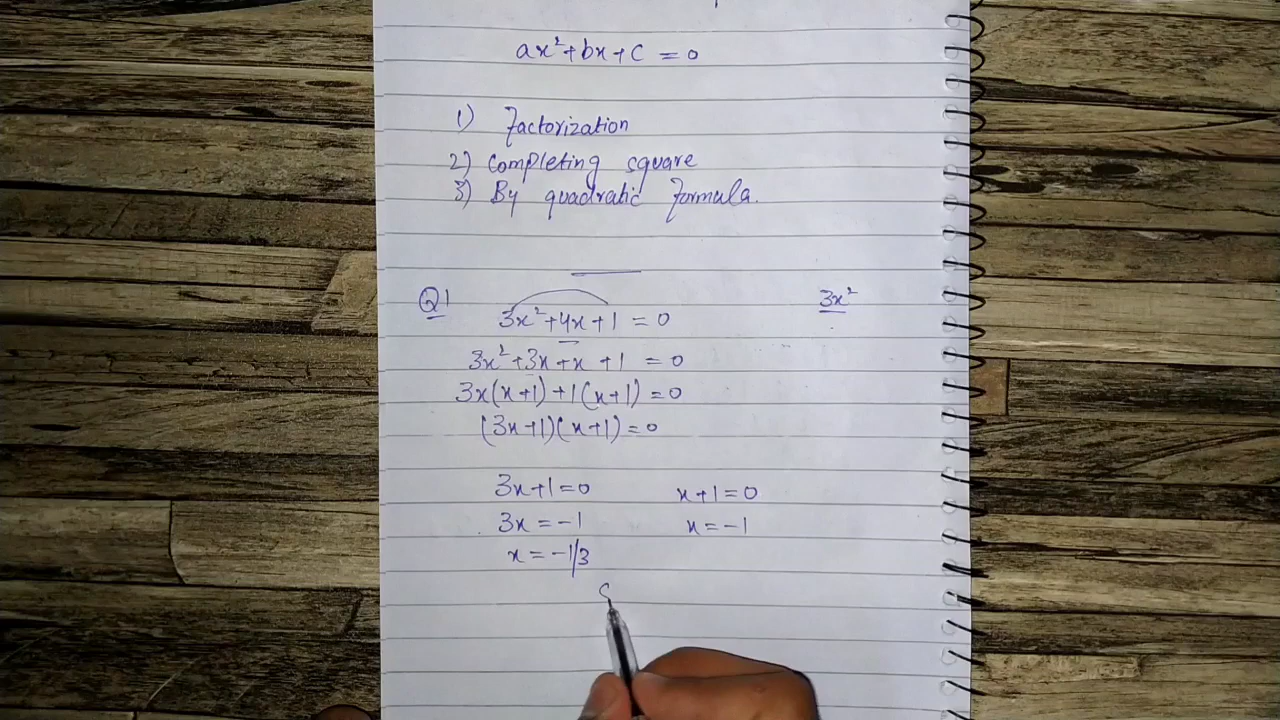 ax²+bx+c = 0
1) Factorization
2) Completing square
3) By quadratic Formula.
Q1 3x²+4x+1 = 0 3x²
3x²+3x+x+1 = 0
3x(x+1)+1(x+1)=0
(3x+1)(x+1)=0
3x+1=0 x+1=0
3x=-1 x=-1
x=-1/3